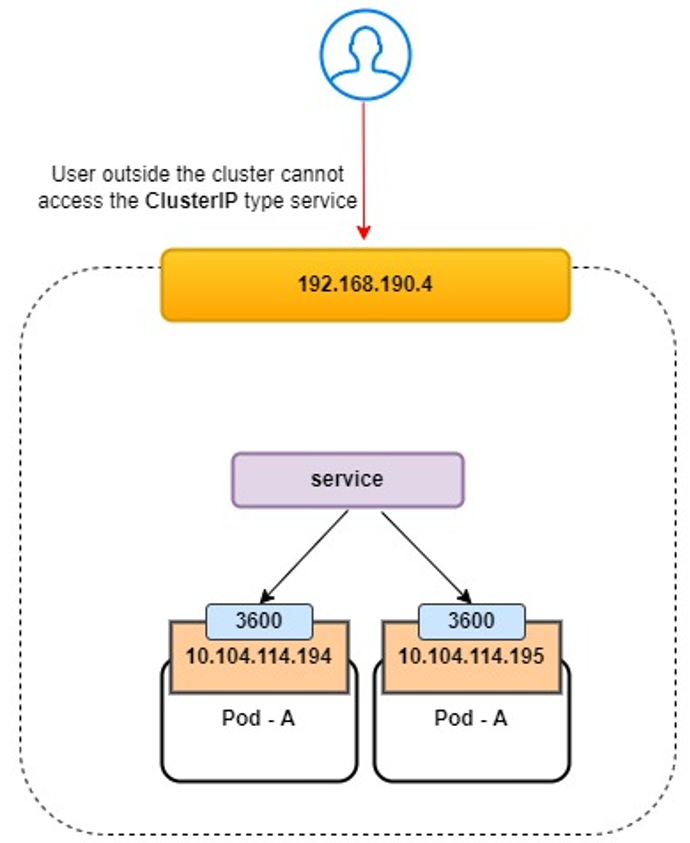 User outside the cluster cannot
access the ClusterIP type service
192.168.190.4
service
3600
3600
10.104.114.194
10.104.114.195
Pod - A
Pod - A